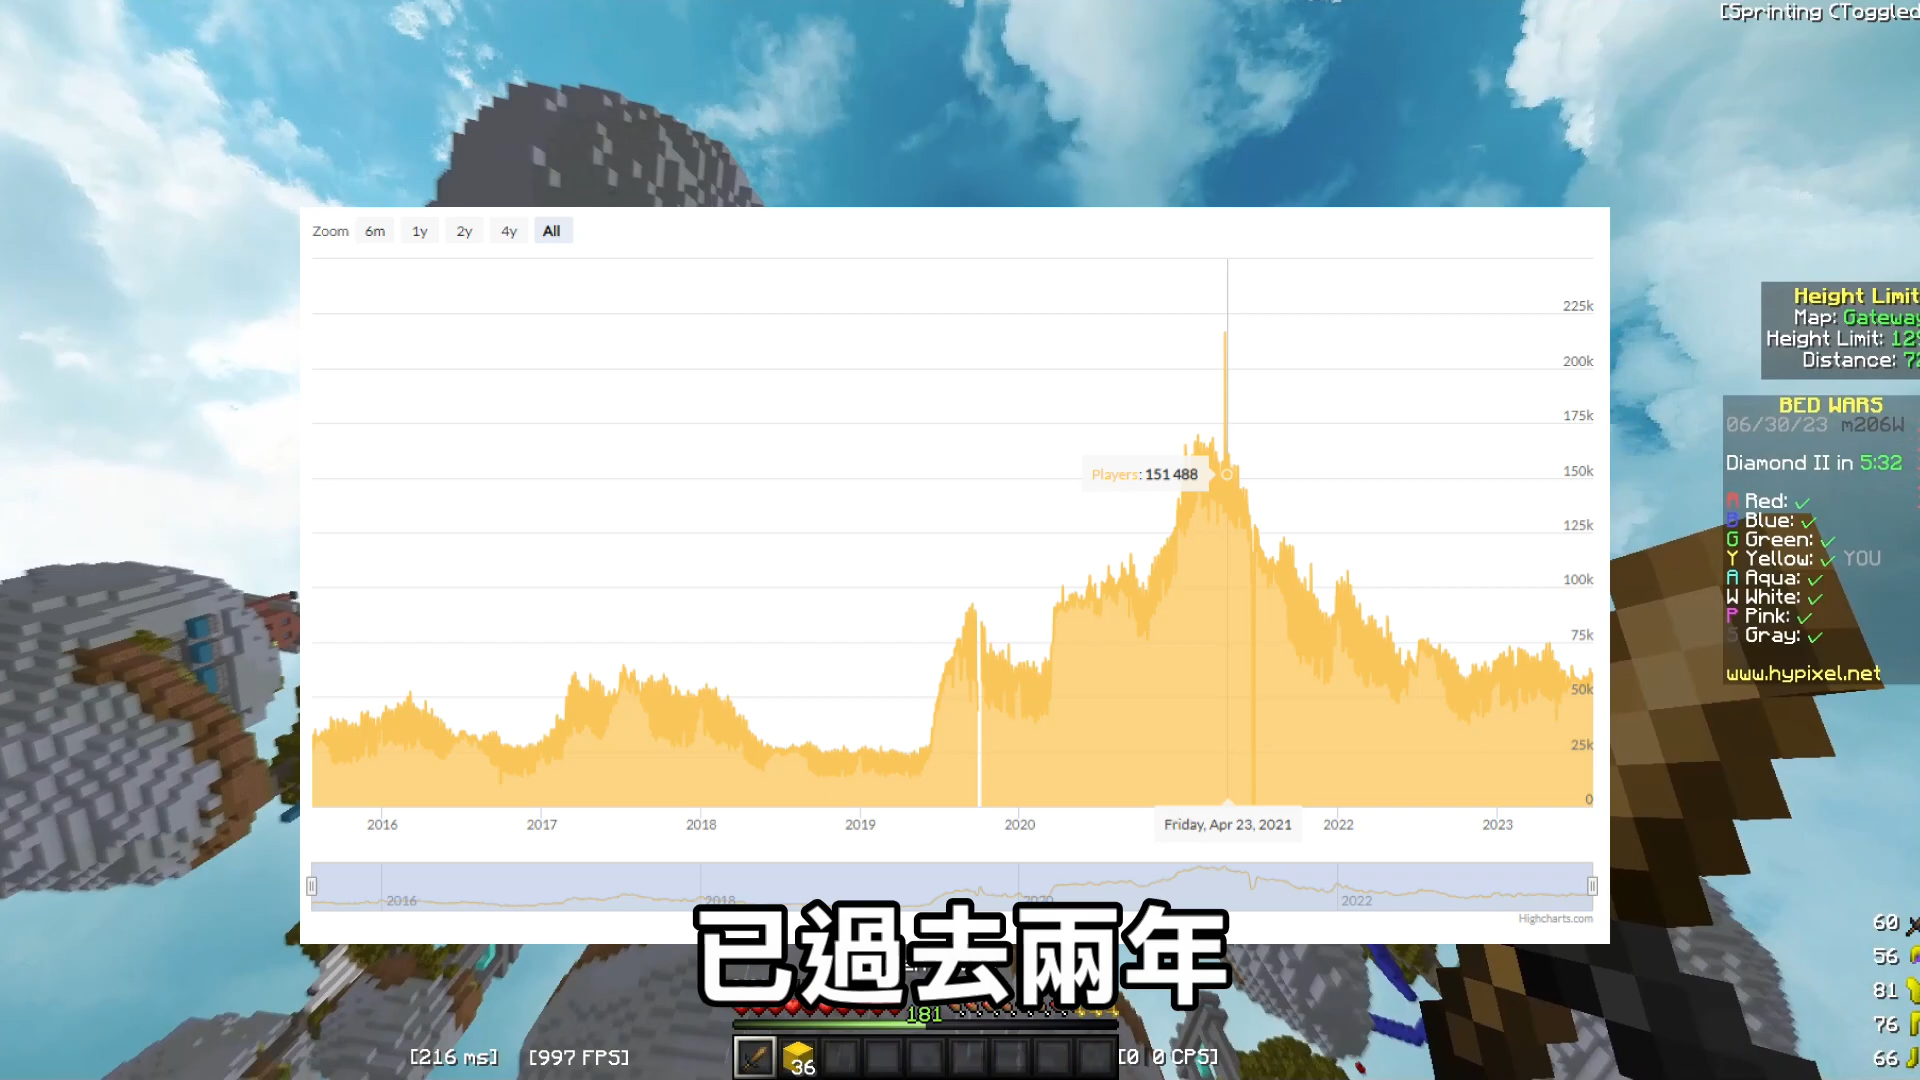 [Sprinting (Toggled
Zoom 6m 1y 2y 4y All
225k
200k
175k
150k
125k
100k
75k
50k
25k
0
Players: 151 488
2016 2017 2018 2019 2020 Friday, Apr 23, 2021 2022 2023
2016 2018 2020 2022
Highcharts.com
Height Limit
Map: Gateway
Height Limit: 12
Distance: 7
BED WARS
06/30/23 m206W
Diamond II in 5:32
R Red: ✓
B Blue: ✓
G Green: ✓
Y Yellow: ✓ YOU
A Aqua: ✓
W White: ✓
P Pink: ✓
S Gray: ✓
www.hypixel.net
已過去兩年
60
56
81
76
66
181
[216 ms] [997 FPS] 36 [0 0 CPS]